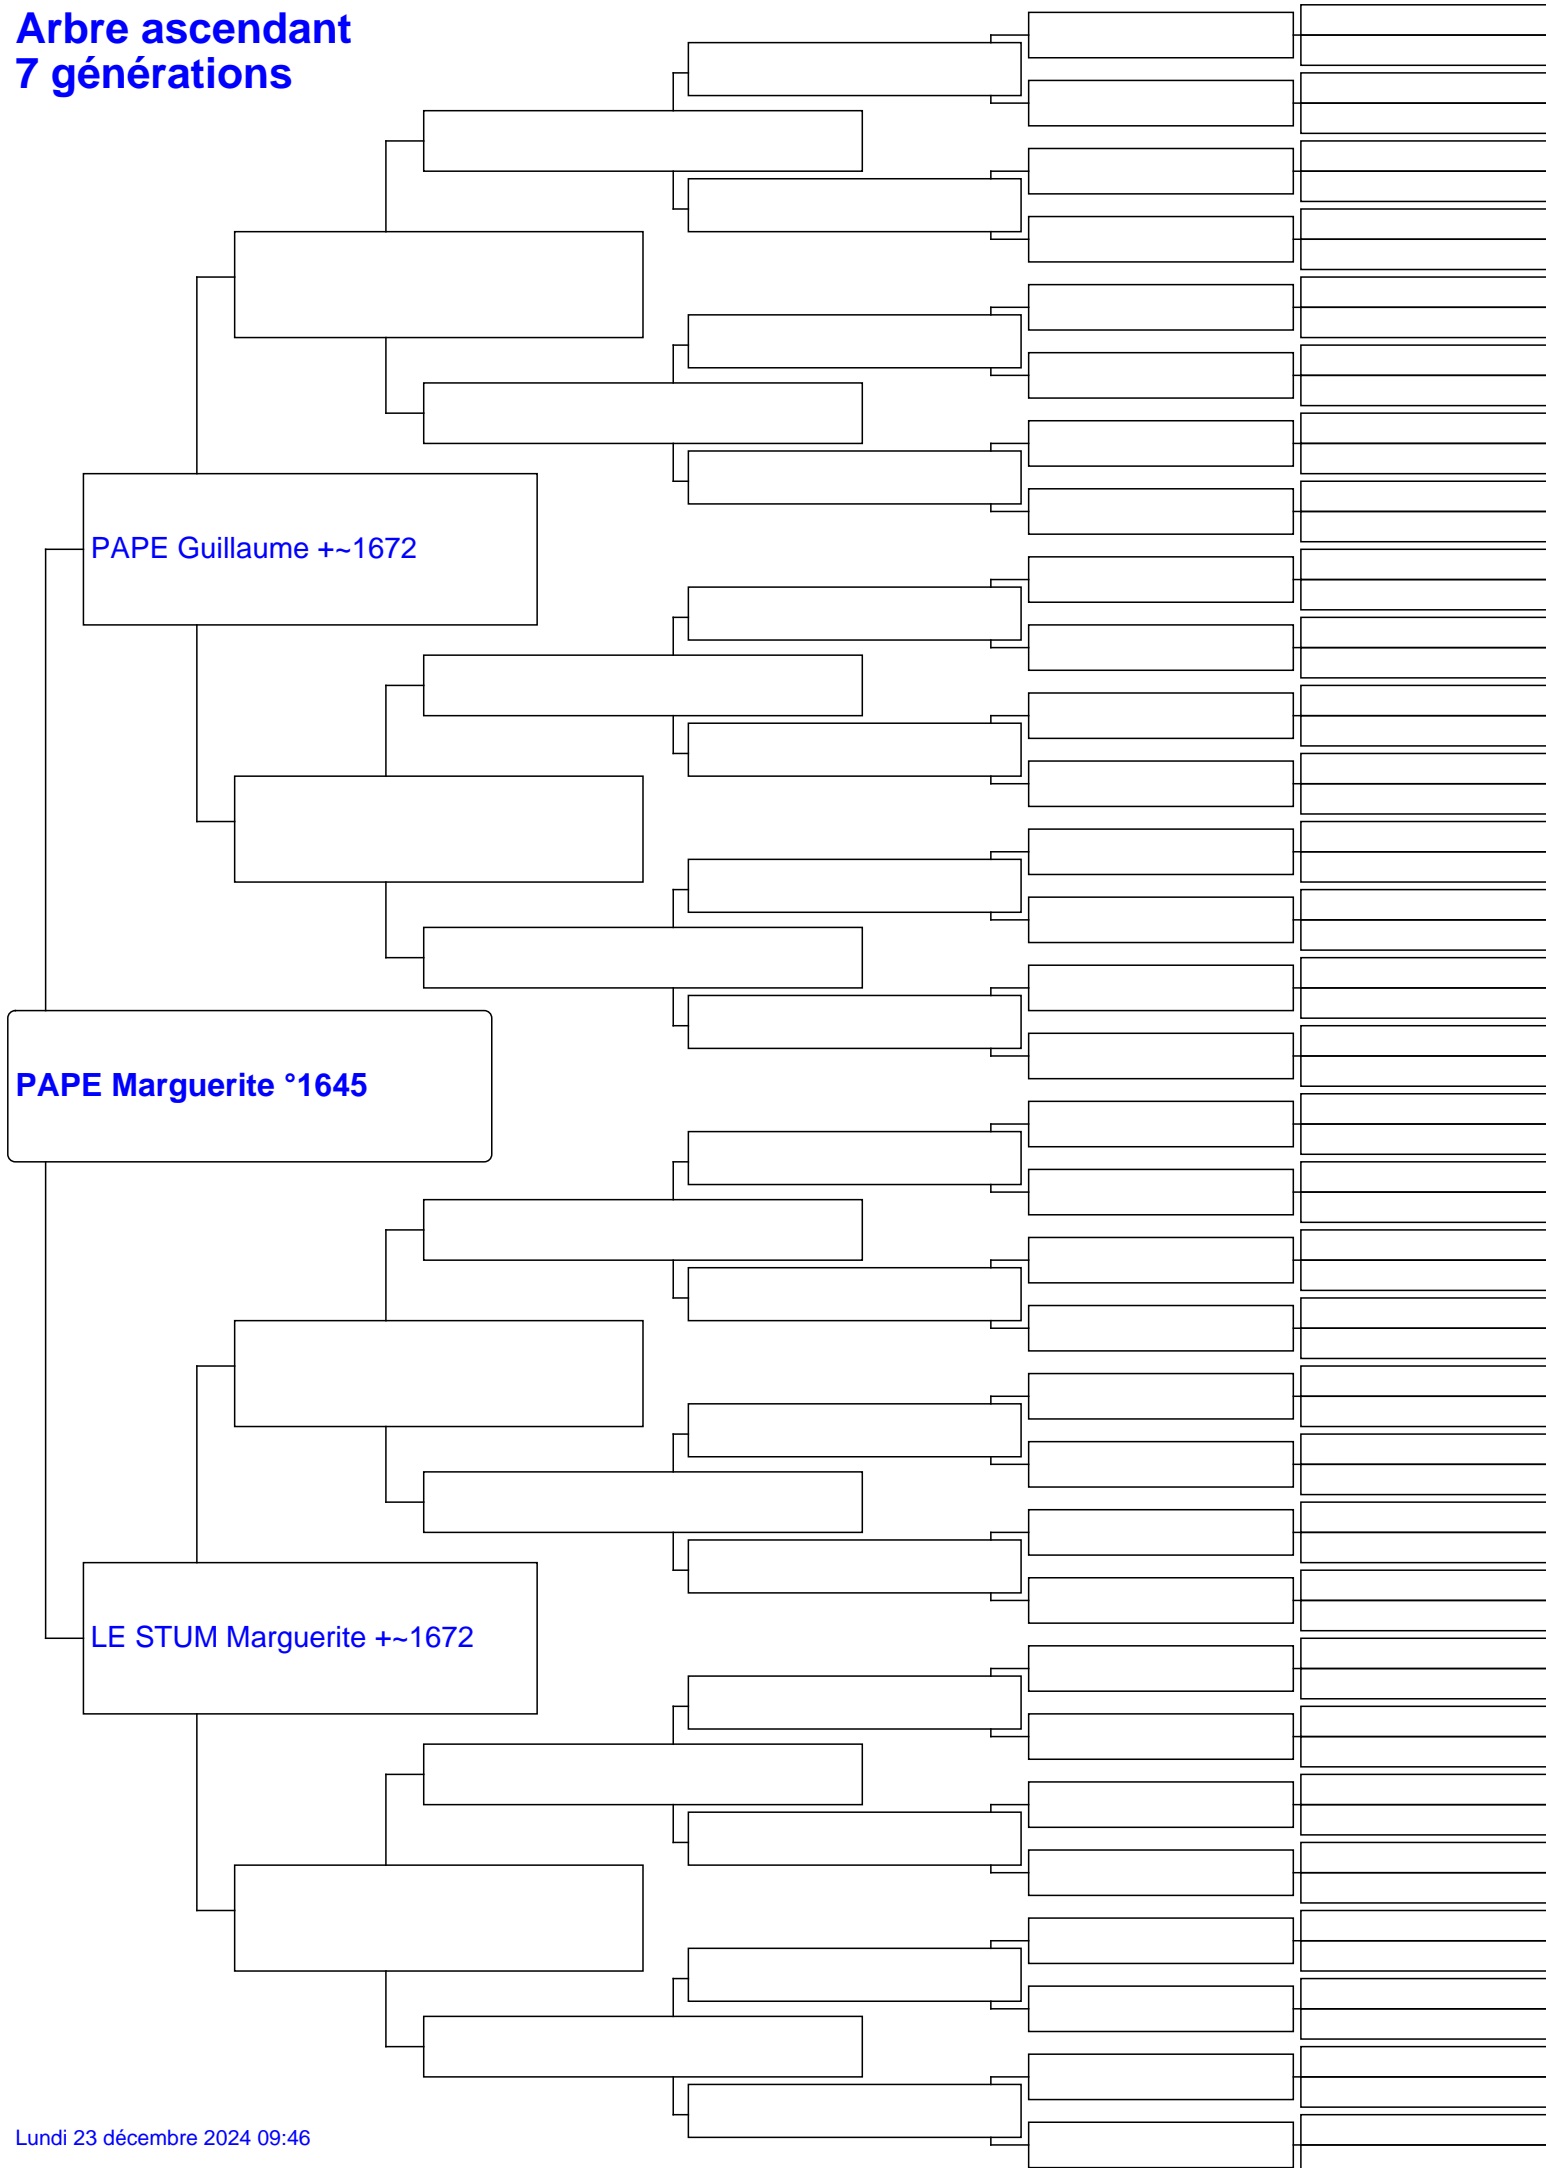 Arbre ascendant
7 générations
PAPE Guillaume +~1672
PAPE Marguerite °1645
LE STUM Marguerite +~1672
Lundi 23 décembre 2024 09:46